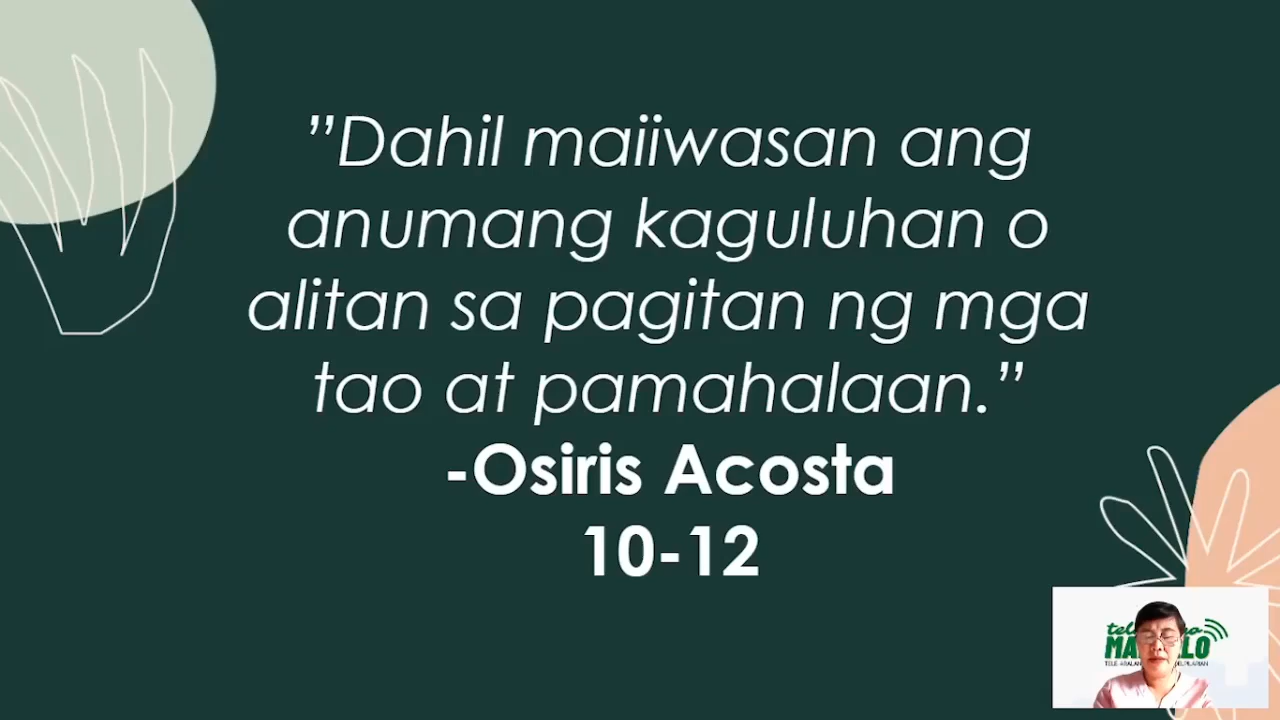 ”Dahil maiiwasan ang
anumang kaguluhan o
alitan sa pagitan ng mga
tao at pamahalaan.”
-Osiris Acosta
10-12